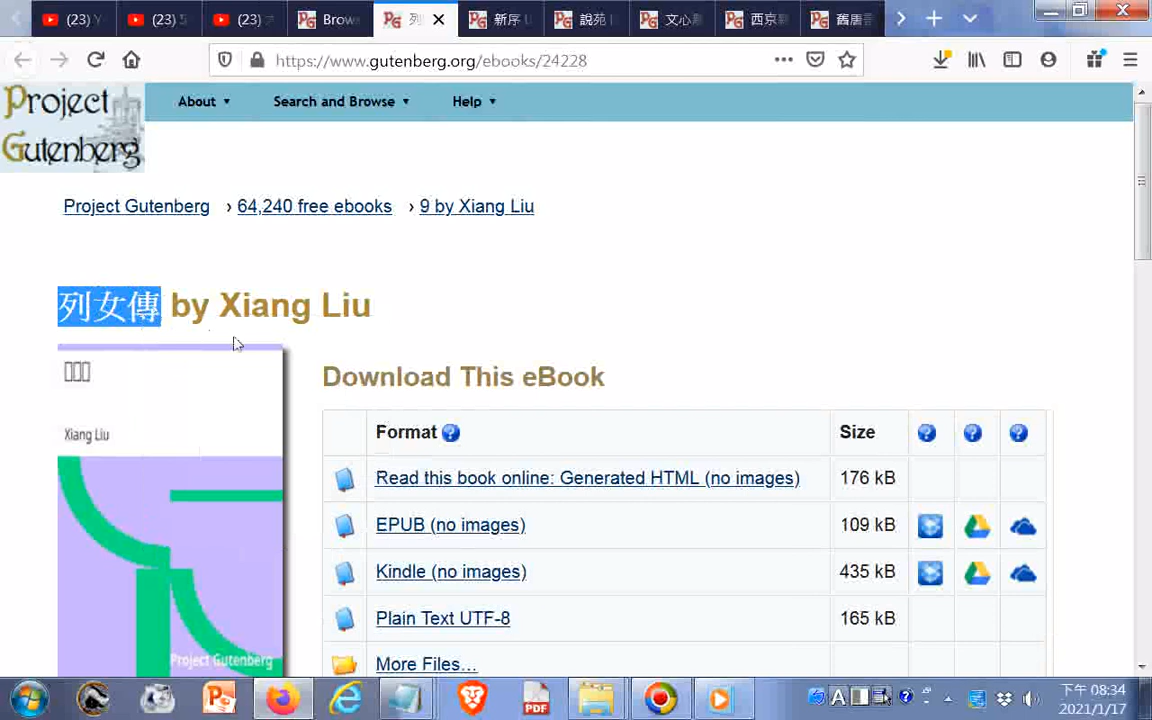 (23) Y
(23) 5
(23) ア
Brow
列
新序 U
說苑
文心
西京
舊唐
https://www.gutenberg.org/ebooks/24228
Project
Gutenberg
About ▼ Search and Browse ▼ Help ▼
Project Gutenberg › 64,240 free ebooks › 9 by Xiang Liu
列女傳 by Xiang Liu
Xiang Liu
Project Gutenberg
Download This eBook
Format ? Size ? ? ?
Read this book online: Generated HTML (no images) 176 kB
EPUB (no images) 109 kB
Kindle (no images) 435 kB
Plain Text UTF-8 165 kB
More Files…
PDF
A
下午 08:34
2021/1/17